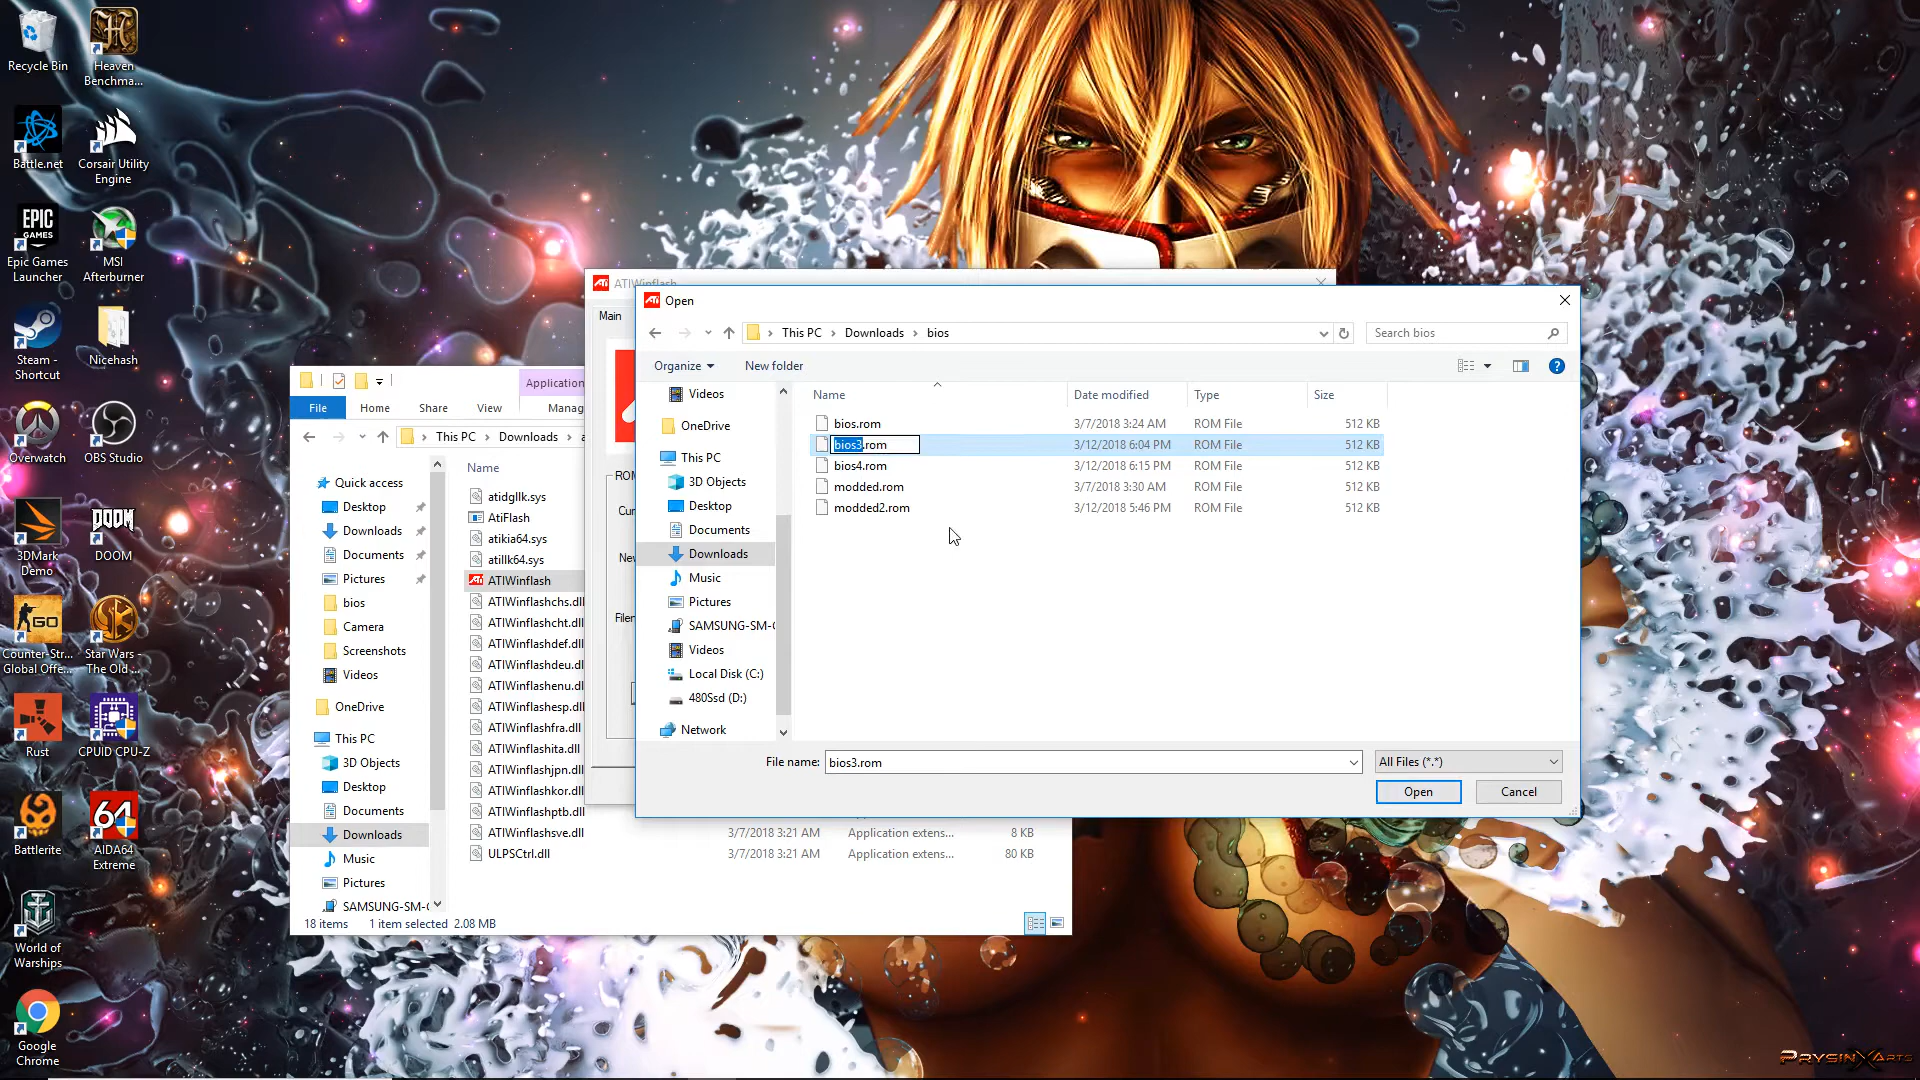 Recycle Bin
Heaven
Benchma...
Battle.net
Corsair Utility
Engine
EPIC
GAMES
Epic Games
Launcher
MSI
Afterburner
Steam -
Shortcut
Nicehash
Overwatch
OBS Studio
3DMark
Demo
DOOM
DOOM
GO
Counter-Str...
Global Offe...
Star Wars -
The Old ...
Rust
CPUID CPU-Z
Battlerite
64
AIDA64
Extreme
World of
Warships
Google
Chrome
Application
File
Home
Share
View
Manag
This PC
Downloads
Name
Quick access
Desktop
Downloads
Documents
Pictures
bios
Camera
Screenshots
Videos
OneDrive
This PC
3D Objects
Desktop
Documents
Downloads
Music
Pictures
SAMSUNG-SM-
atidgllk.sys
AtiFlash
atikia64.sys
atillk64.sys
ATIWinflash
ATIWinflashchs.dll
ATIWinflashcht.dll
ATIWinflashdef.dll
ATIWinflashdeu.dll
ATIWinflashenu.dll
ATIWinflashesp.dll
ATIWinflashfra.dll
ATIWinflashita.dll
ATIWinflashjpn.dll
ATIWinflashkor.dll
ATIWinflashptb.dll
ATIWinflashsve.dll 3/7/2018 3:21 AM Application extens... 8 KB
ULPSCtrl.dll 3/7/2018 3:21 AM Application extens... 80 KB
18 items 1 item selected 2.08 MB
ATI ATIWinflash
Main
ROM
Cur
New
Filen
ATI Open
This PC
Downloads
bios
Search bios
Organize
New folder
?
Videos
OneDrive
This PC
3D Objects
Desktop
Documents
Downloads
Music
Pictures
SAMSUNG-SM-
Videos
Local Disk (C:)
480Ssd (D:)
Network
Name Date modified Type Size
bios.rom 3/7/2018 3:24 AM ROM File 512 KB
bios3.rom 3/12/2018 6:04 PM ROM File 512 KB
bios4.rom 3/12/2018 6:15 PM ROM File 512 KB
modded.rom 3/7/2018 3:30 AM ROM File 512 KB
modded2.rom 3/12/2018 5:46 PM ROM File 512 KB
File name: bios3.rom All Files (*.*)
Open
Cancel
PRYSINXARTS